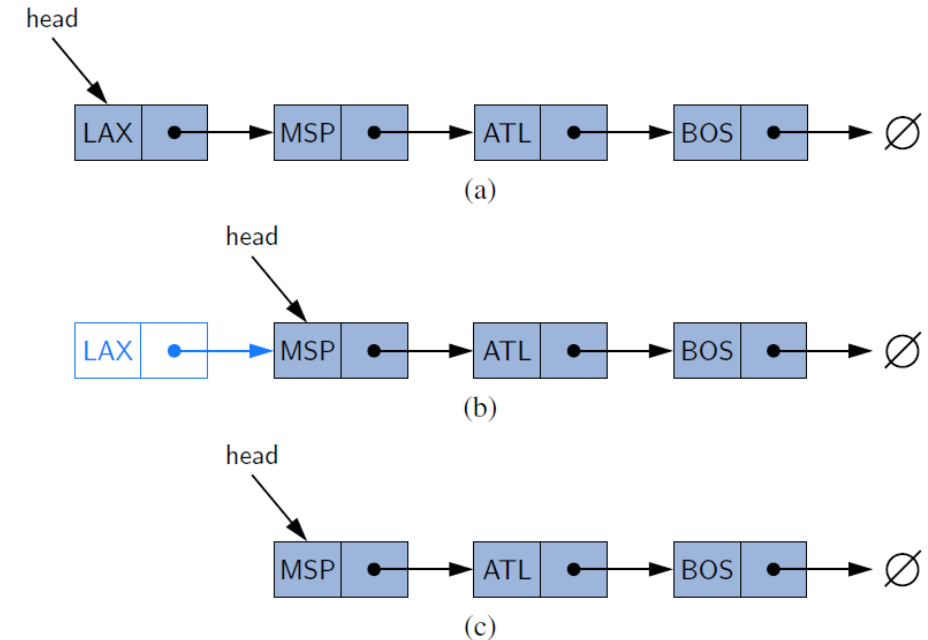 head
LAX MSP ATL BOS ∅
(a)
head
LAX MSP ATL BOS ∅
(b)
head
MSP ATL BOS ∅
(c)